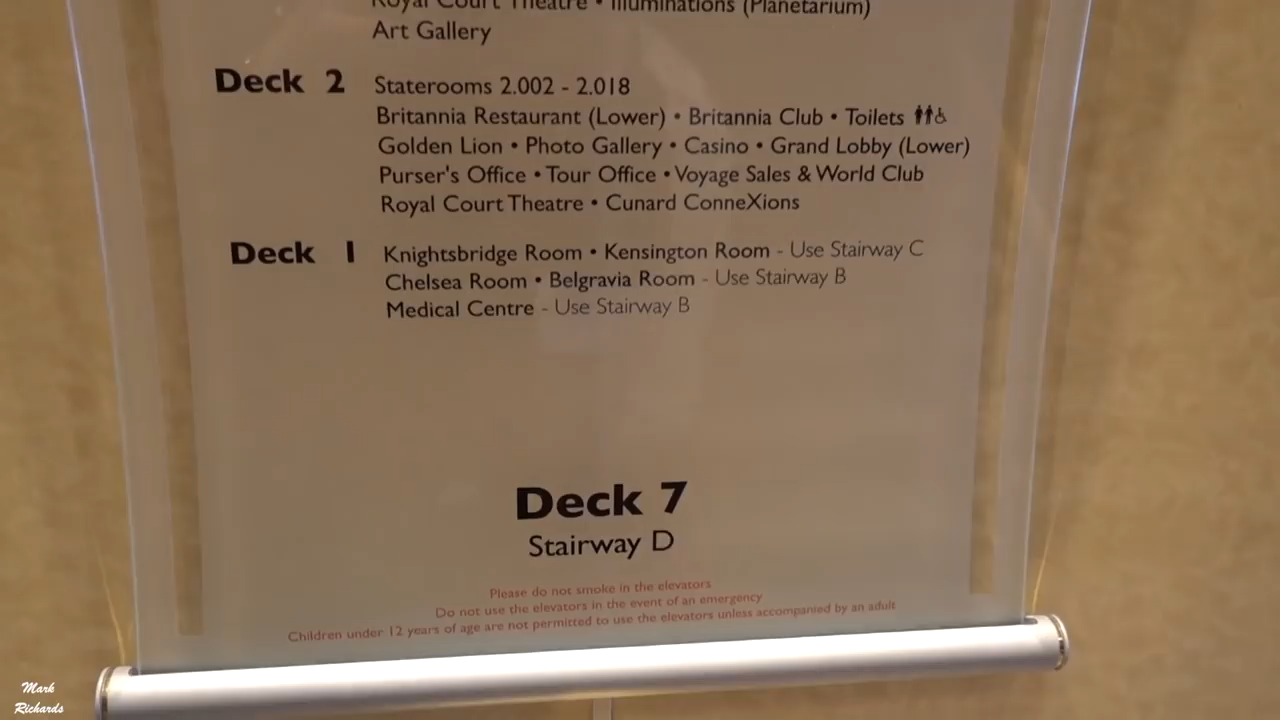 Royal Court Theatre • Illuminations (Planetarium)
Art Gallery
Deck 2 Staterooms 2.002 - 2.018
Britannia Restaurant (Lower) • Britannia Club • Toilets
Golden Lion • Photo Gallery • Casino • Grand Lobby (Lower)
Purser's Office • Tour Office • Voyage Sales & World Club
Royal Court Theatre • Cunard ConneXions
Deck 1 Knightsbridge Room • Kensington Room - Use Stairway C
Chelsea Room • Belgravia Room - Use Stairway B
Medical Centre - Use Stairway B
Deck 7
Stairway D
Please do not smoke in the elevators
Do not use the elevators in the event of an emergency
Children under 12 years of age are not permitted to use the elevators unless accompanied by an adult
Mark
Richards